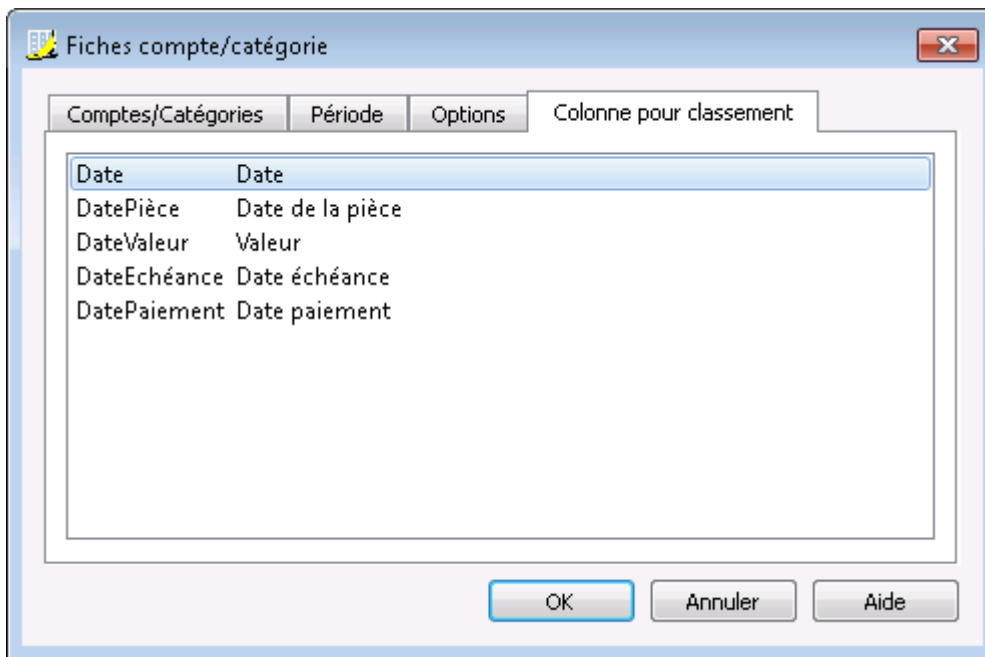 Fiches compte/catégorie
Comptes/Catégories Période Options Colonne pour classement
Date Date
DatePièce Date de la pièce
DateValeur Valeur
DateEchéance Date échéance
DatePaiement Date paiement
OK Annuler Aide